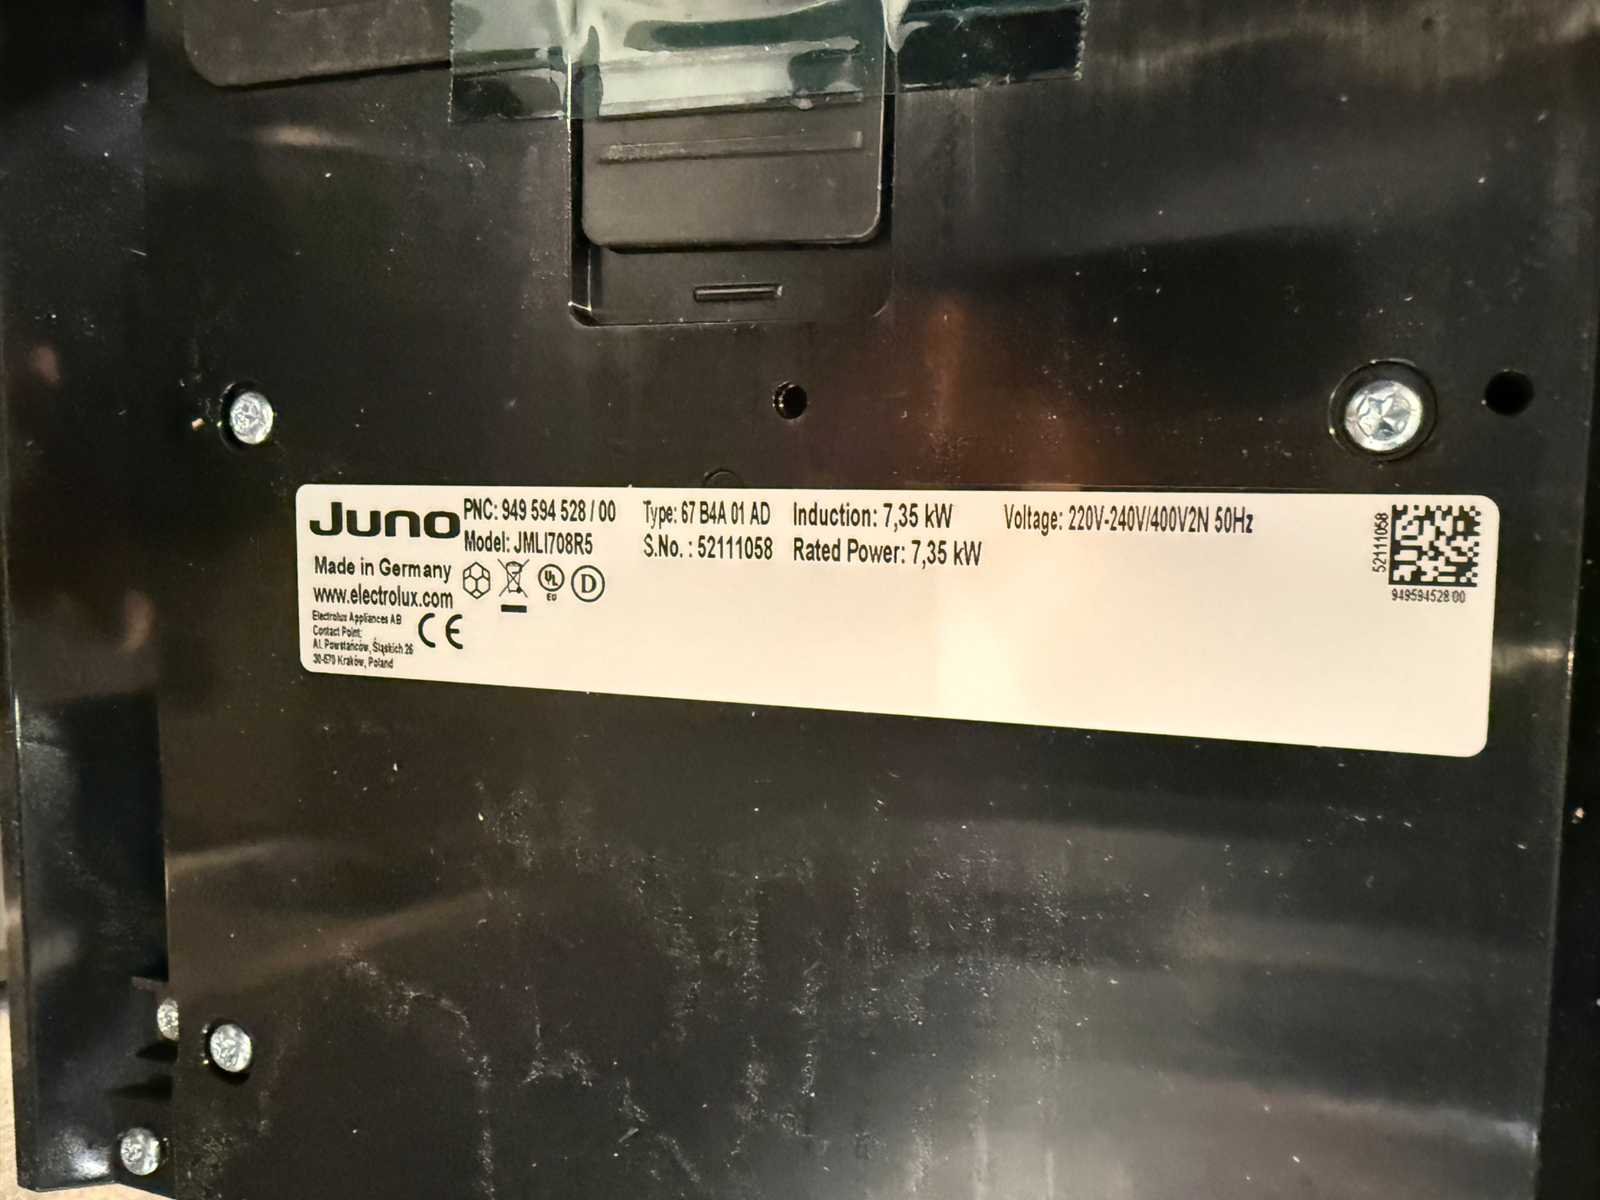 Juno
PNC: 949 594 528 / 00
Model: JMLI708R5
Type: 67 B4A 01 AD
S.No. : 52111058
Induction: 7,35 kW
Rated Power: 7,35 kW
Voltage: 220V-240V/400V2N 50Hz
Made in Germany
www.electrolux.com
Electrolux Appliances AB
Contact Point:
Al. Powstańców, Śląskich 26
30-570 Kraków, Poland
CE
UL
EU
D
52111058
949594528 00